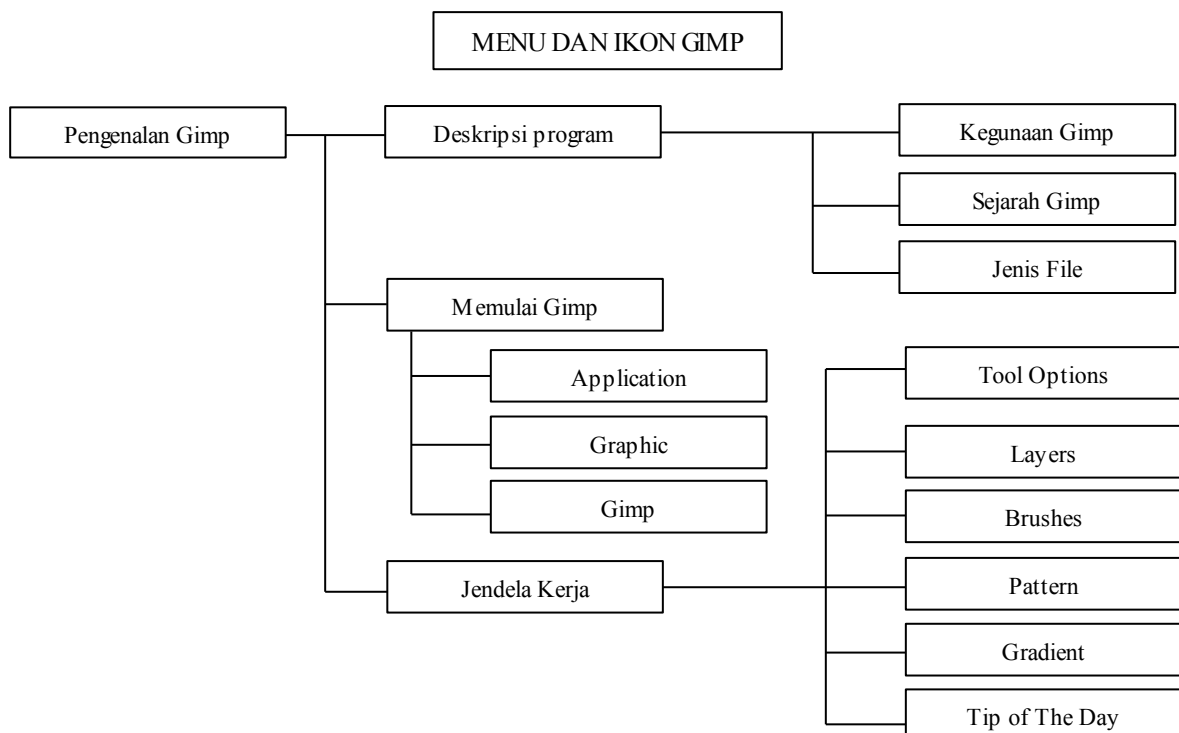 MENU DAN IKON GIMP
Pengenalan Gimp
Deskripsi program
Kegunaan Gimp
Sejarah Gimp
Jenis File
Memulai Gimp
Application
Graphic
Gimp
Jendela Kerja
Tool Options
Layers
Brushes
Pattern
Gradient
Tip of The Day